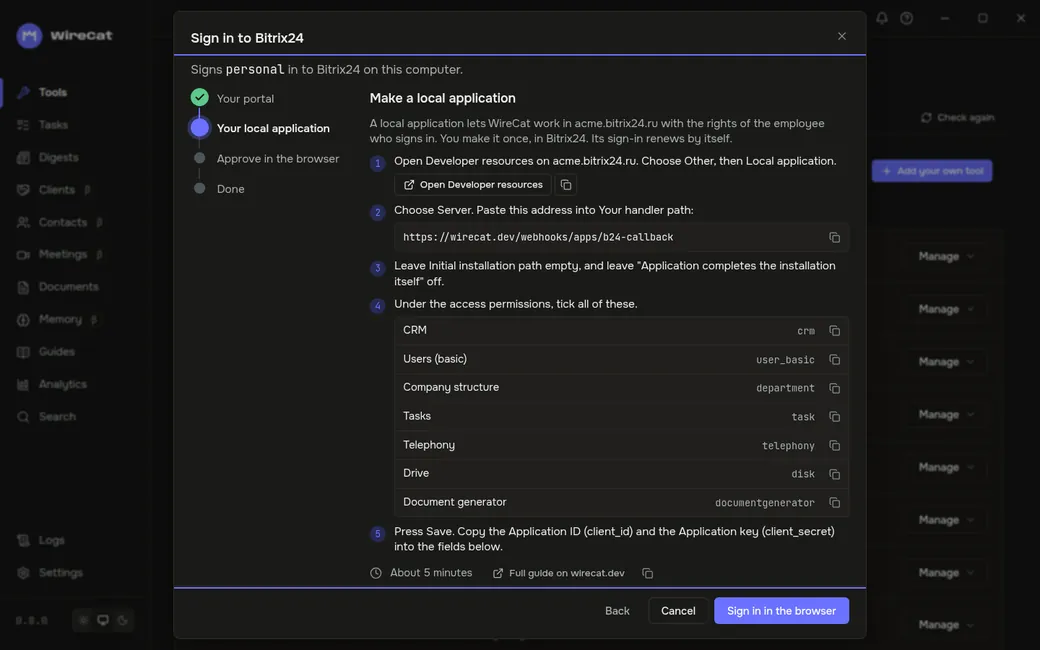 WireCat
Sign in to Bitrix24
Signs personal in to Bitrix24 on this computer.
Your portal
Your local application
Approve in the browser
Done
Make a local application
A local application lets WireCat work in acme.bitrix24.ru with the rights of the employee
who signs in. You make it once, in Bitrix24. Its sign-in renews by itself.
1 Open Developer resources on acme.bitrix24.ru. Choose Other, then Local application.
Open Developer resources
2 Choose Server. Paste this address into Your handler path:
https://wirecat.dev/webhooks/apps/b24-callback
3 Leave Initial installation path empty, and leave "Application completes the installation
itself" off.
4 Under the access permissions, tick all of these.
CRM crm
Users (basic) user_basic
Company structure department
Tasks task
Telephony telephony
Drive disk
Document generator documentgenerator
5 Press Save. Copy the Application ID (client_id) and the Application key (client_secret)
into the fields below.
About 5 minutes Full guide on wirecat.dev
Back Cancel Sign in in the browser
Tools
Tasks
Digests
Clients β
Contacts β
Meetings β
Documents
Memory β
Guides
Analytics
Search
Logs
Settings
Check again
+ Add your own tool
Manage
Manage
Manage
Manage
Manage
Manage
Manage
Manage